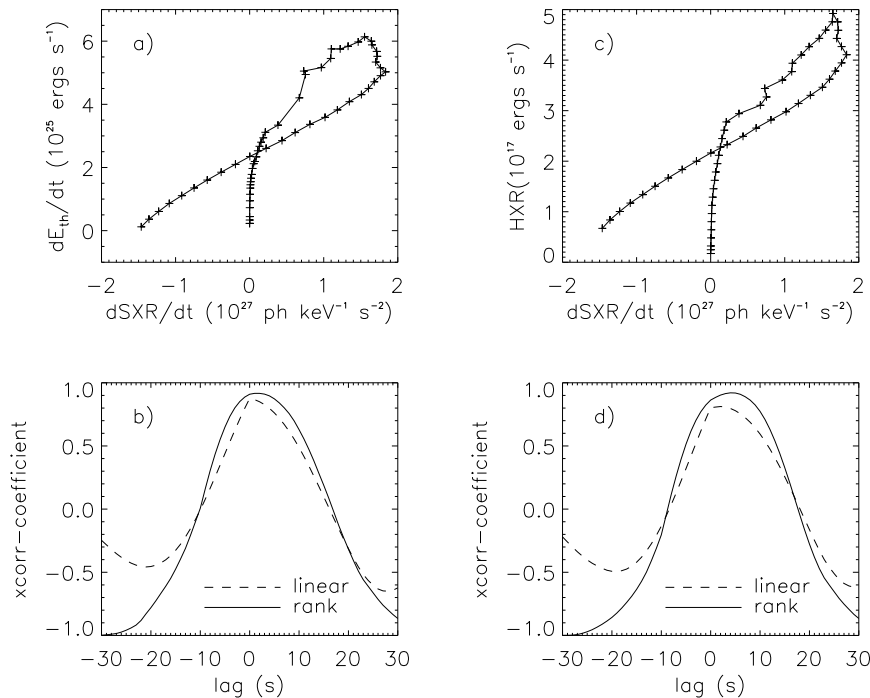 a)
6
4
2
0
dE_th/dt (10^25 ergs s^-1)
-2 -1 0 1 2
dSXR/dt (10^27 ph keV^-1 s^-2)
c)
5
4
3
2
1
0
HXR(10^17 ergs s^-1)
-2 -1 0 1 2
dSXR/dt (10^27 ph keV^-1 s^-2)
b)
1.0
0.5
0.0
-0.5
-1.0
xcorr-coefficient
linear
rank
-30 -20 -10 0 10 20 30
lag (s)
d)
1.0
0.5
0.0
-0.5
-1.0
xcorr-coefficient
linear
rank
-30 -20 -10 0 10 20 30
lag (s)